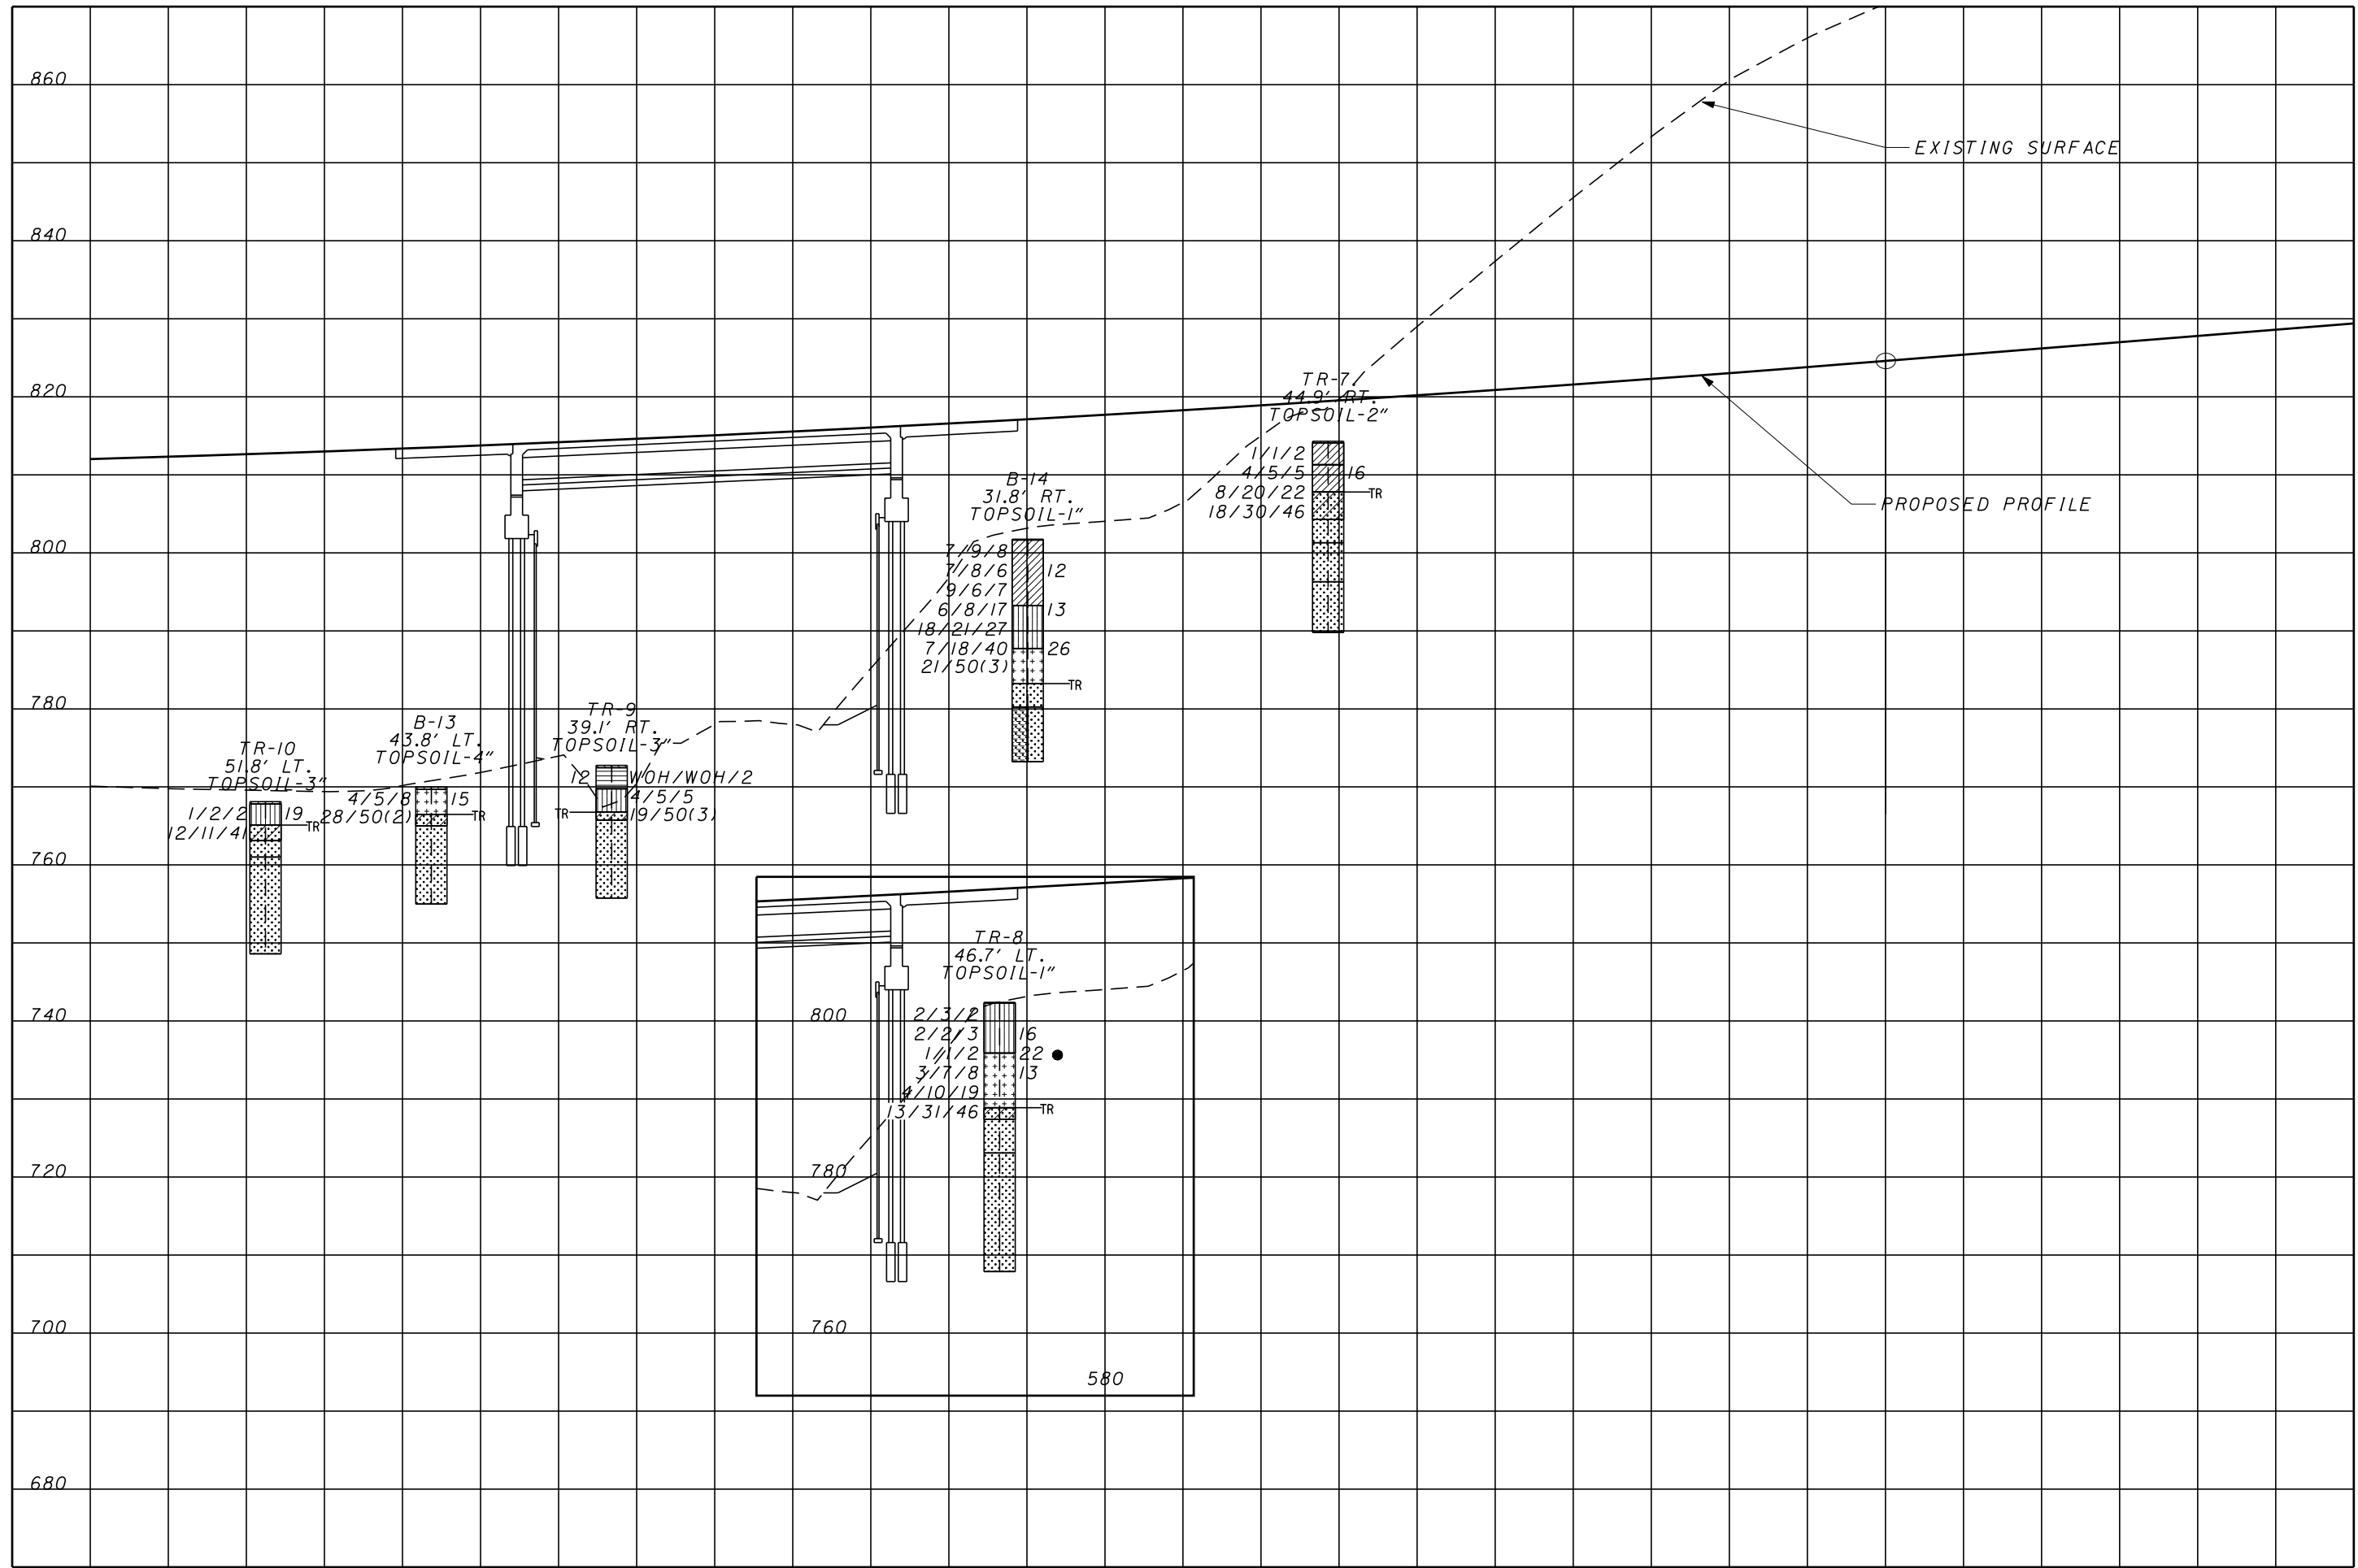 860
EXISTING SURFACE
840
820
TR-7
44.9' RT.
TOPSOIL-2"
1/1/2
4/5/5 16
8/20/22 TR
18/30/46
PROPOSED PROFILE
B-14
31.8' RT.
TOPSOIL-1"
800
7/9/8
7/8/6 12
9/6/7
6/8/17 13
18/21/27
7/18/40 26
21/50(3)
TR
780
TR-9
39.1' RT.
TOPSOIL-3"
12 WOH/WOH/2
4/5/5
TR 19/50(3)
B-13
43.8' LT.
TOPSOIL-4"
4/5/8 15
28/50(2) TR
TR-10
51.8' LT.
TOPSOIL-3"
1/2/2 19
12/11/41 TR
760
TR-8
46.7' LT.
TOPSOIL-1"
740
800
2/3/2
2/2/3 16
1/1/2 22
3/7/8 13
4/10/19
13/31/46 TR
720
780
700
760
580
680